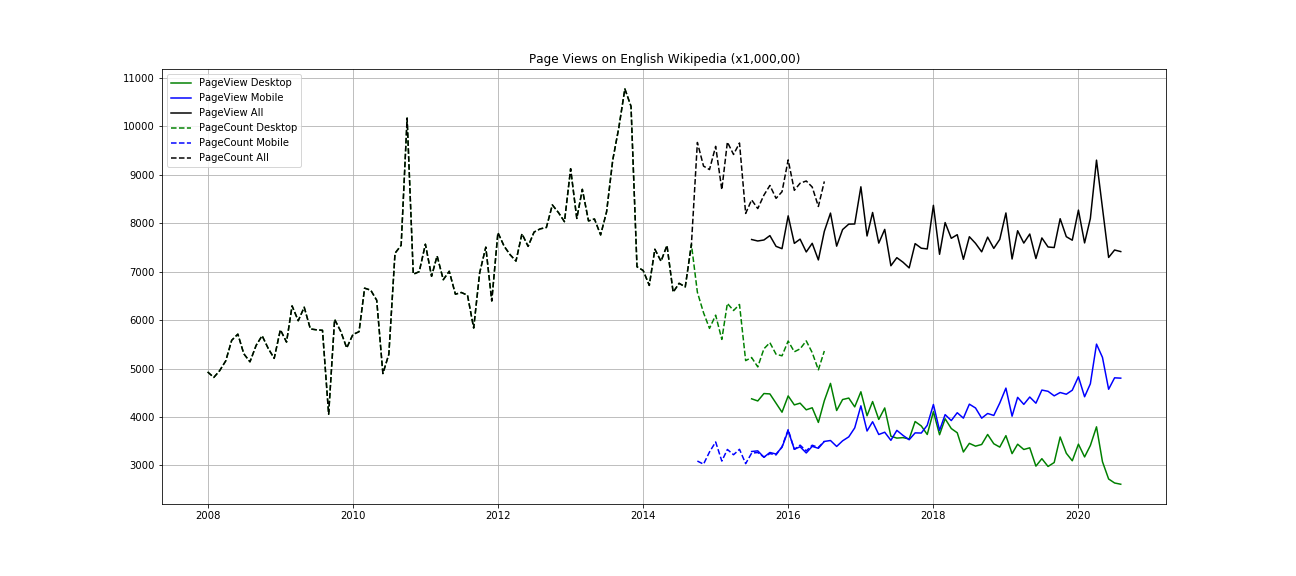 Page Views on English Wikipedia (x1,000,00)
11000
10000
9000
8000
7000
6000
5000
4000
3000
PageView Desktop
PageView Mobile
PageView All
PageCount Desktop
PageCount Mobile
PageCount All
2008 2010 2012 2014 2016 2018 2020